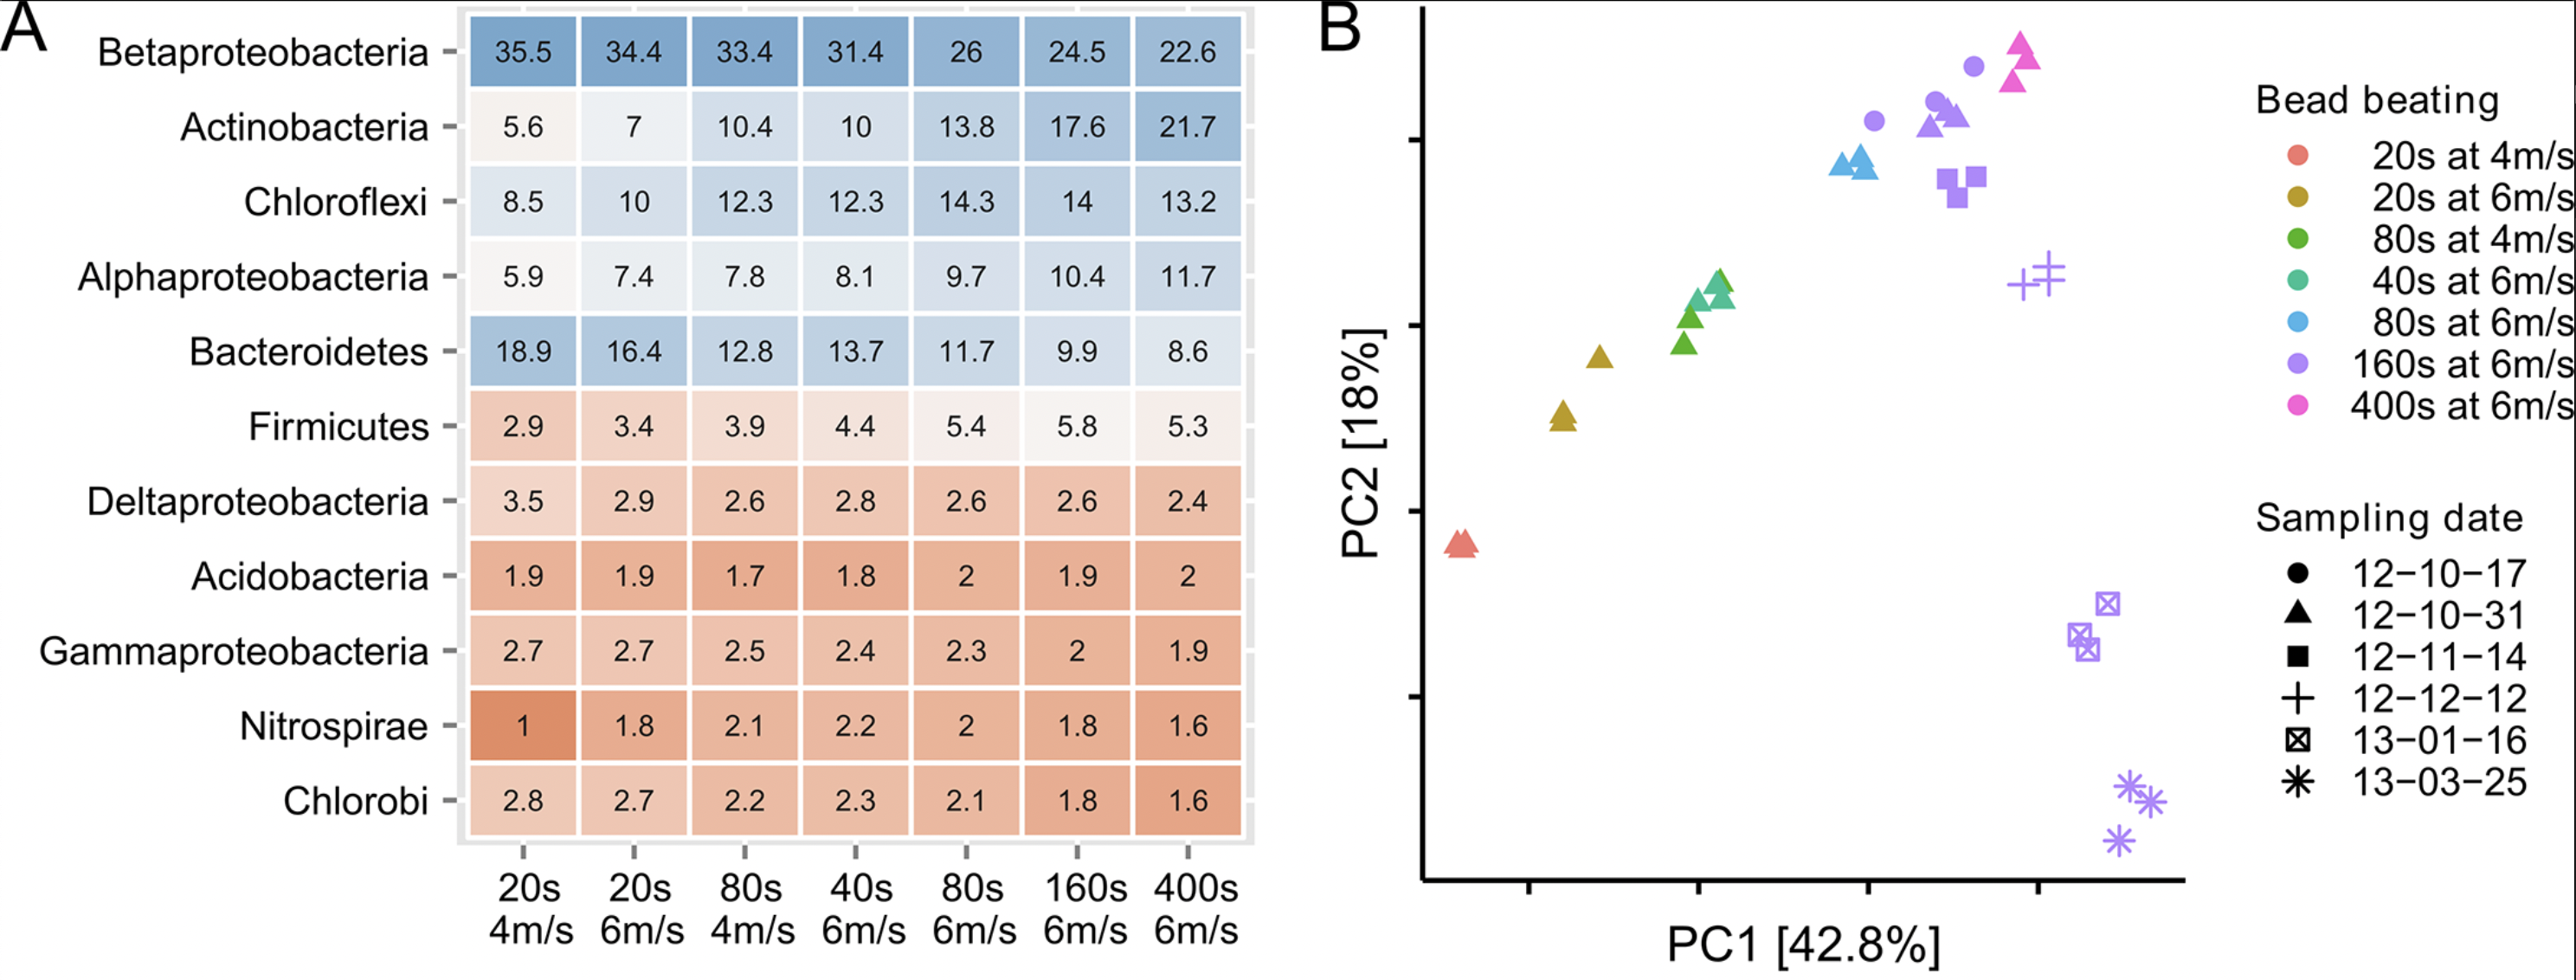 A
Betaproteobacteria 35.5 34.4 33.4 31.4 26 24.5 22.6
Actinobacteria 5.6 7 10.4 10 13.8 17.6 21.7
Chloroflexi 8.5 10 12.3 12.3 14.3 14 13.2
Alphaproteobacteria 5.9 7.4 7.8 8.1 9.7 10.4 11.7
Bacteroidetes 18.9 16.4 12.8 13.7 11.7 9.9 8.6
Firmicutes 2.9 3.4 3.9 4.4 5.4 5.8 5.3
Deltaproteobacteria 3.5 2.9 2.6 2.8 2.6 2.6 2.4
Acidobacteria 1.9 1.9 1.7 1.8 2 1.9 2
Gammaproteobacteria 2.7 2.7 2.5 2.4 2.3 2 1.9
Nitrospirae 1 1.8 2.1 2.2 2 1.8 1.6
Chlorobi 2.8 2.7 2.2 2.3 2.1 1.8 1.6
20s 20s 80s 40s 80s 160s 400s
4m/s 6m/s 4m/s 6m/s 6m/s 6m/s 6m/s
B
PC2 [18%]
PC1 [42.8%]
Bead beating
20s at 4m/s
20s at 6m/s
80s at 4m/s
40s at 6m/s
80s at 6m/s
160s at 6m/s
400s at 6m/s
Sampling date
12−10−17
12−10−31
12−11−14
12−12−12
13−01−16
13−03−25